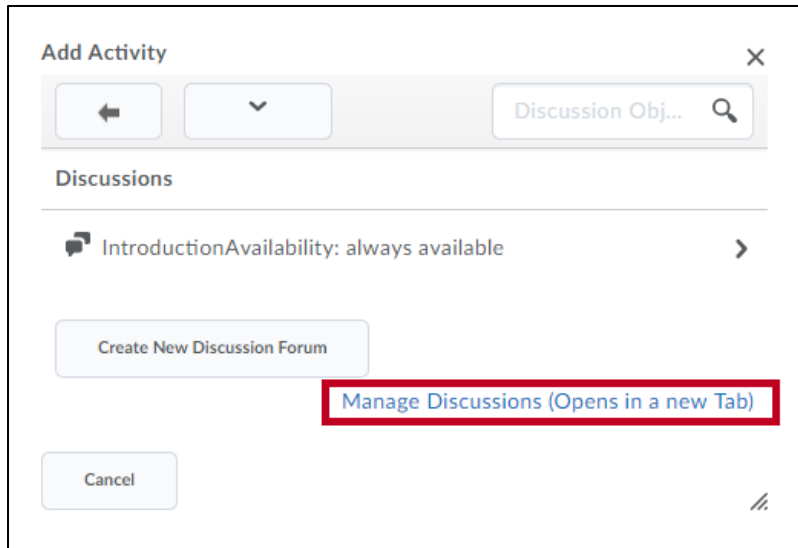 Add Activity
Discussion Obj...
Discussions
IntroductionAvailability: always available
Create New Discussion Forum
Manage Discussions (Opens in a new Tab)
Cancel